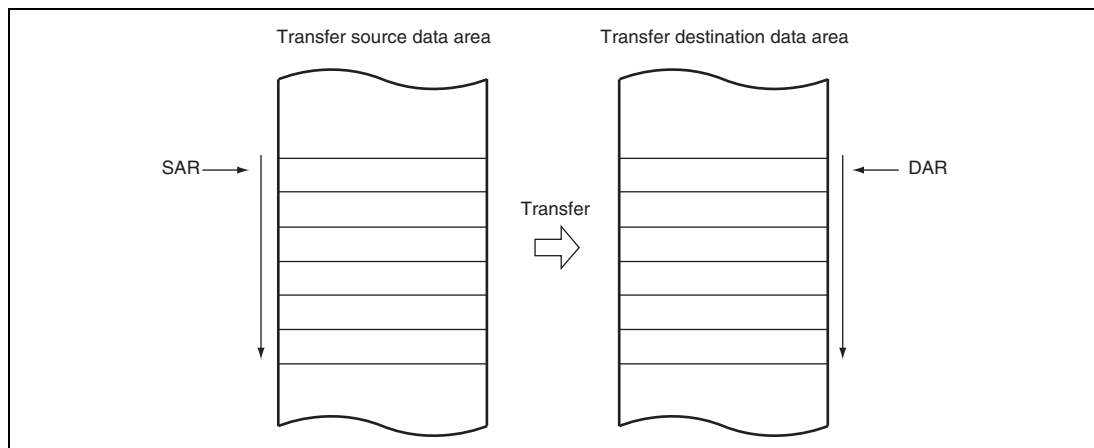 Transfer source data area
Transfer destination data area
SAR
Transfer
DAR